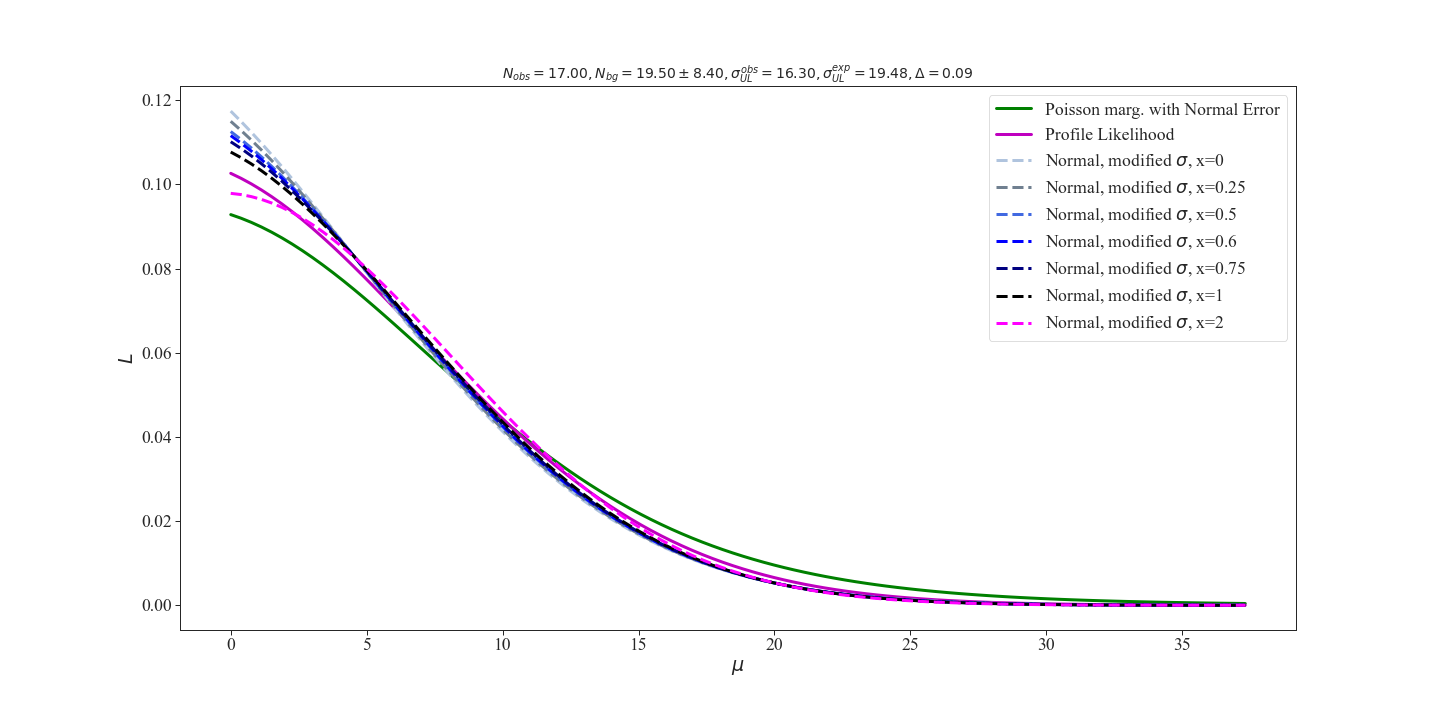 N_obs = 17.00, N_bg = 19.50 ± 8.40, σ_UL^obs = 16.30, σ_UL^exp = 19.48, Δ = 0.09
0.12
0.10
0.08
0.06
0.04
0.02
0.00
L
Poisson marg. with Normal Error
Profile Likelihood
Normal, modified σ, x=0
Normal, modified σ, x=0.25
Normal, modified σ, x=0.5
Normal, modified σ, x=0.6
Normal, modified σ, x=0.75
Normal, modified σ, x=1
Normal, modified σ, x=2
0 5 10 15 20 25 30 35
μ